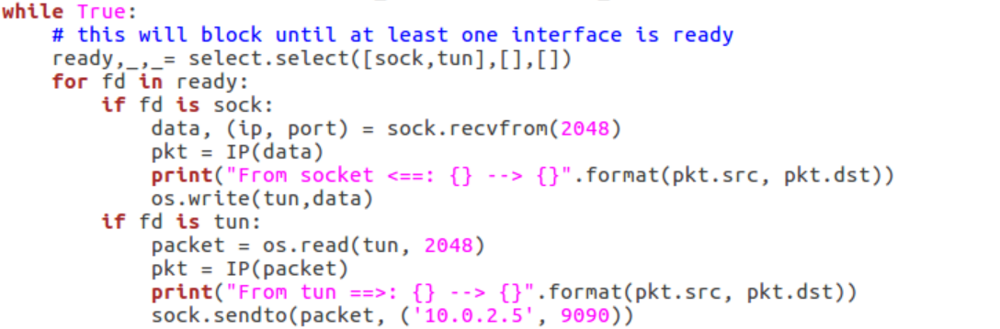 while True:
    # this will block until at least one interface is ready
    ready,_,_= select.select([sock,tun],[],[])
    for fd in ready:
        if fd is sock:
            data, (ip, port) = sock.recvfrom(2048)
            pkt = IP(data)
            print("From socket <==: {} --> {}".format(pkt.src, pkt.dst))
            os.write(tun,data)
        if fd is tun:
            packet = os.read(tun, 2048)
            pkt = IP(packet)
            print("From tun ==>: {} --> {}".format(pkt.src, pkt.dst))
            sock.sendto(packet, ('10.0.2.5', 9090))